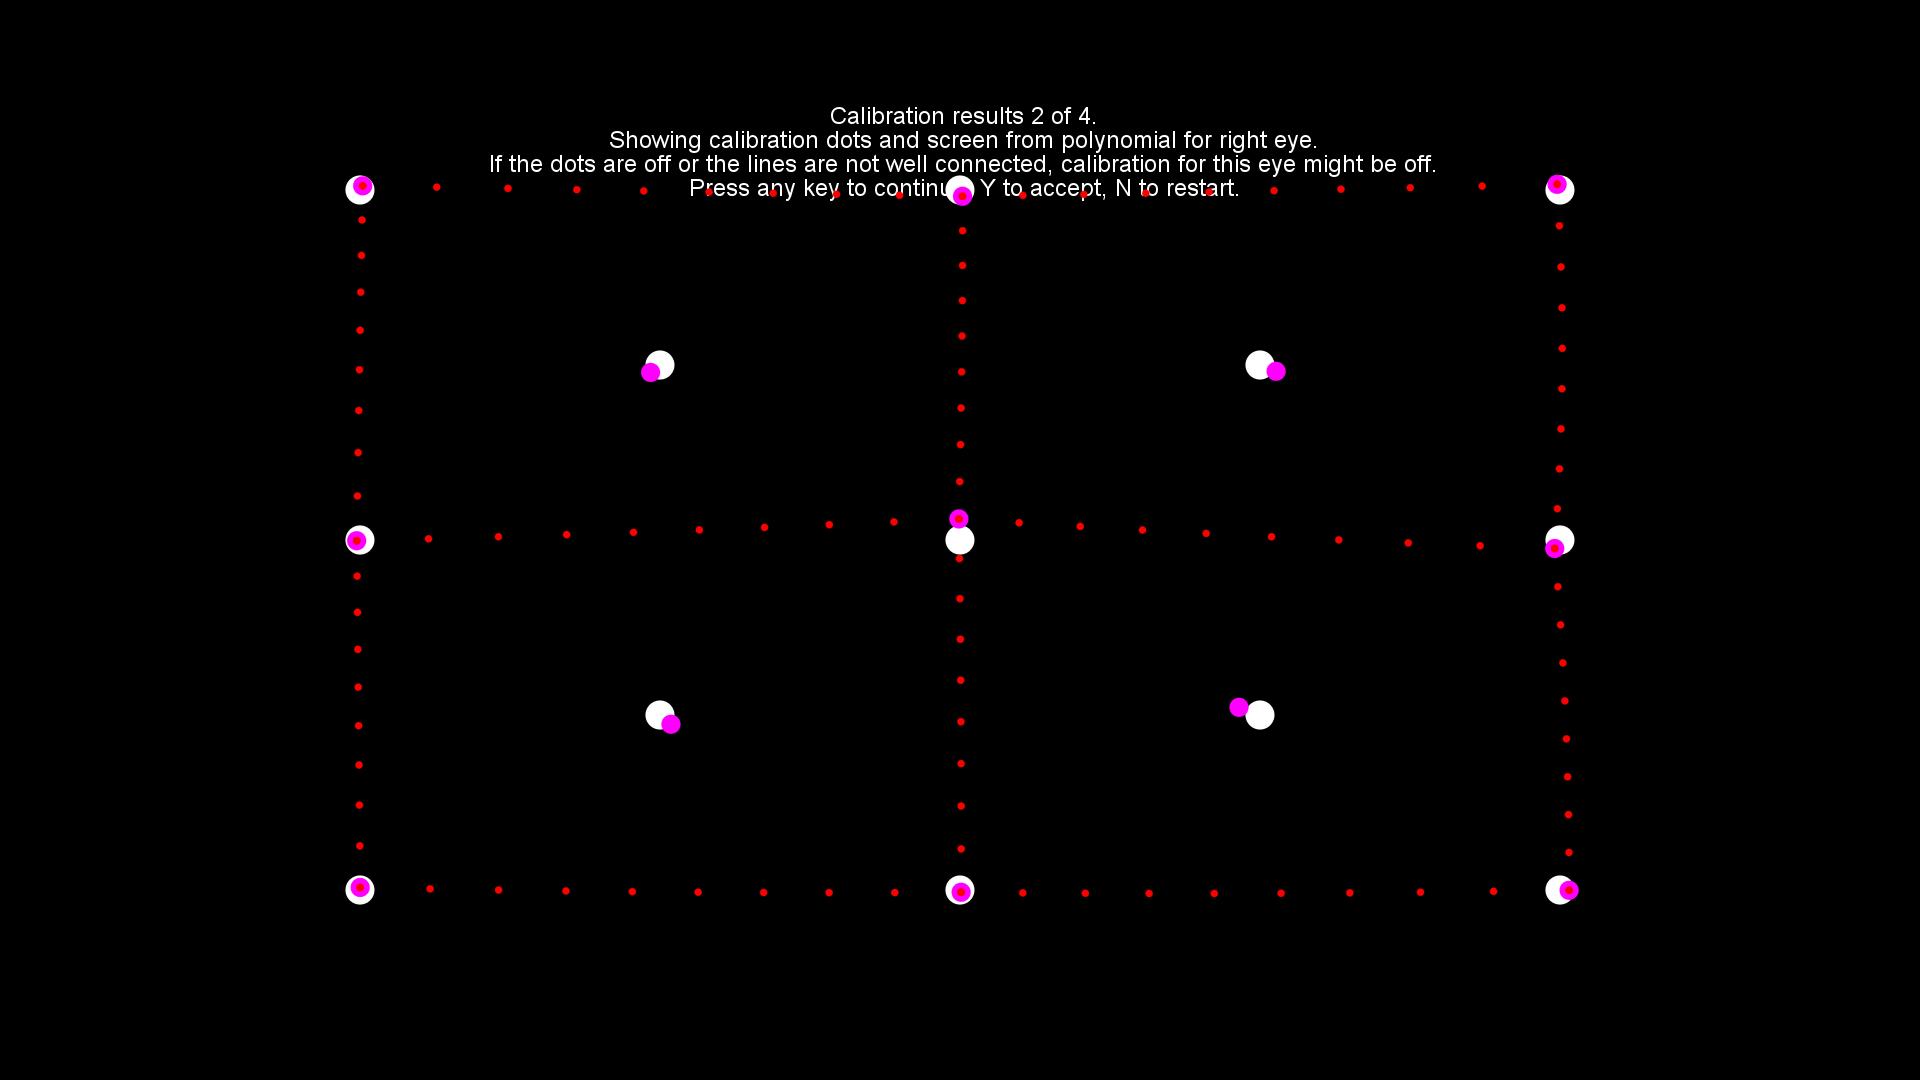 Calibration results 2 of 4.
Showing calibration dots and screen from polynomial for right eye.
If the dots are off or the lines are not well connected, calibration for this eye might be off.
Press any key to continu Y to accept, N to restart.